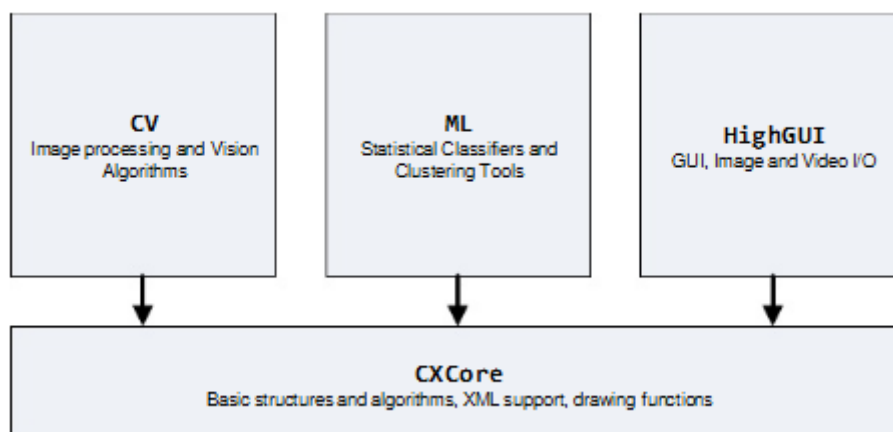 CV
Image processing and Vision
Algorithms
ML
Statistical Classifiers and
Clustering Tools
HighGUI
GUI, Image and Video I/O
CXCore
Basic structures and algorithms, XML support, drawing functions